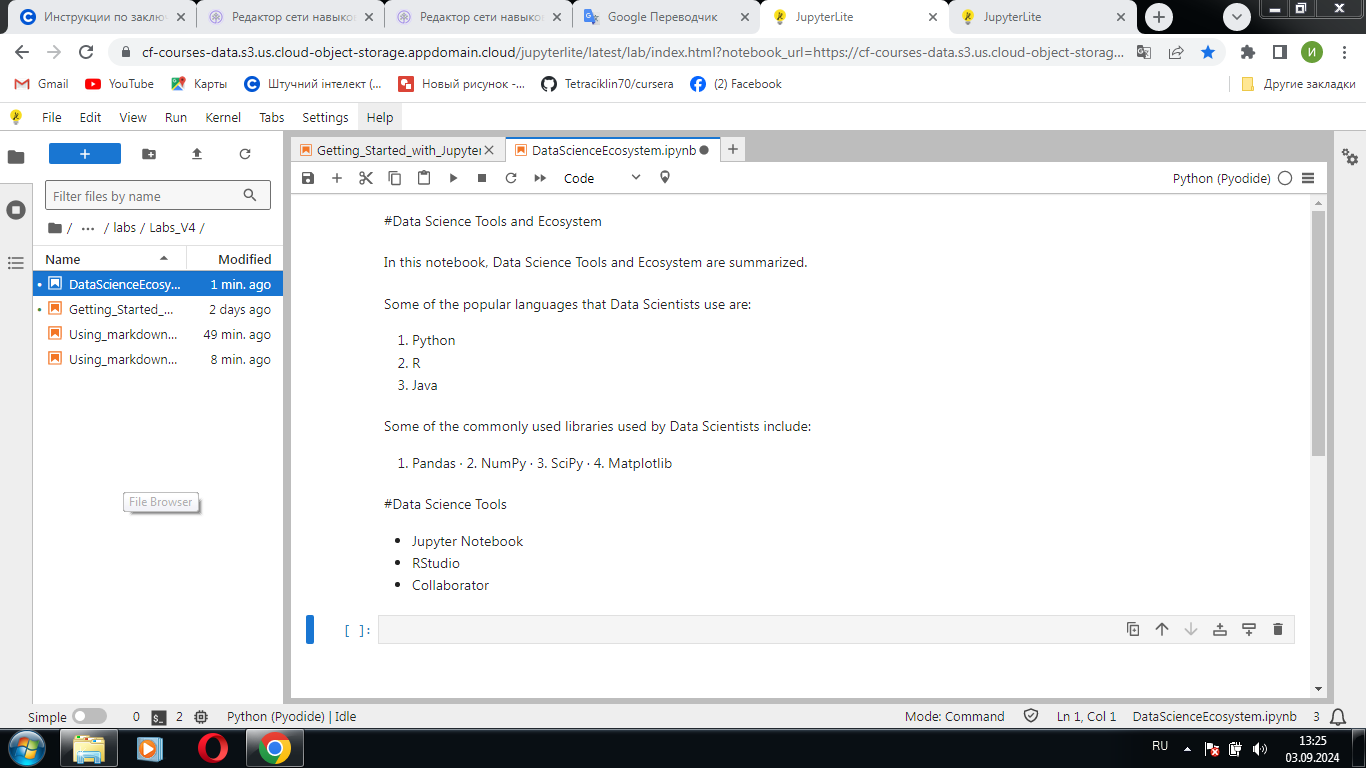 Инструкции по заключ
Редактор сети навыков
Редактор сети навыков
Google Переводчик
JupyterLite
JupyterLite
cf-courses-data.s3.us.cloud-object-storage.appdomain.cloud/jupyterlite/latest/lab/index.html?notebook_url=https://cf-courses-data.s3.us.cloud-object-storag...
И
Gmail
YouTube
Карты
Штучний інтелект (...
Новый рисунок -...
Tetraciklin70/cursera
(2) Facebook
Другие закладки
File Edit View Run Kernel Tabs Settings Help
Getting_Started_with_Jupyter
DataScienceEcosystem.ipynb
Filter files by name
/ ... / labs / Labs_V4 /
Code
Python (Pyodide)
Name Modified
DataScienceEcosy... 1 min. ago
Getting_Started_... 2 days ago
Using_markdown... 49 min. ago
Using_markdown... 8 min. ago
File Browser
#Data Science Tools and Ecosystem
In this notebook, Data Science Tools and Ecosystem are summarized.
Some of the popular languages that Data Scientists use are:
1. Python
2. R
3. Java
Some of the commonly used libraries used by Data Scientists include:
1. Pandas · 2. NumPy · 3. SciPy · 4. Matplotlib
#Data Science Tools
• Jupyter Notebook
• RStudio
• Collaborator
[ ]:
Simple 0 2 Python (Pyodide) | Idle Mode: Command Ln 1, Col 1 DataScienceEcosystem.ipynb 3
RU
13:25
03.09.2024